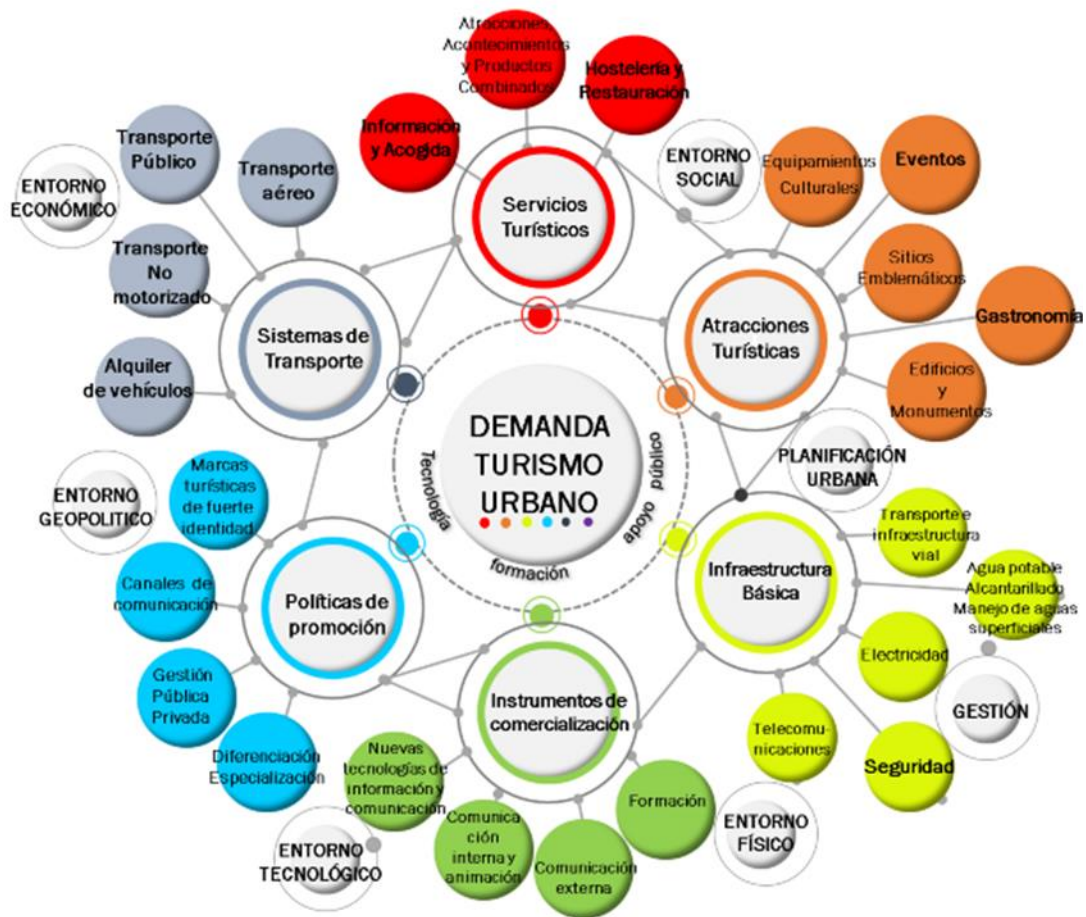 Atracciones,
Acontecimientos
y Productos
Combinados
Hostelería y
Restauración
Información
y Acogida
Servicios
Turísticos
ENTORNO
SOCIAL
Equipamientos
Culturales
Eventos
Sitios
Emblemáticos
Gastronomía
Edificios
y
Monumentos
Atracciones
Turísticas
Transporte
Público
Transporte
aéreo
ENTORNO
ECONÓMICO
Transporte
No
motorizado
Alquiler
de vehículos
Sistemas de
Transporte
DEMANDA
TURISMO
URBANO
Tecnología
formación
apoyo público
PLANIFICACIÓN
URBANA
ENTORNO
GEOPOLITICO
Marcas
turísticas
de fuerte
identidad
Canales de
comunicación
Gestión
Pública
Privada
Diferenciación
Especialización
Políticas de
promoción
Infraestructura
Básica
Transporte e
infraestructura
vial
Agua potable
Alcantarillado
Manejo de aguas
superficiales
Electricidad
GESTIÓN
Seguridad
Telecomu-
nicaciones
Instrumentos de
comercialización
Nuevas
tecnologías de
información y
comunicación
Comunica
ción
interna y
animación
Comunicación
externa
Formación
ENTORNO
FÍSICO
ENTORNO
TECNOLÓGICO